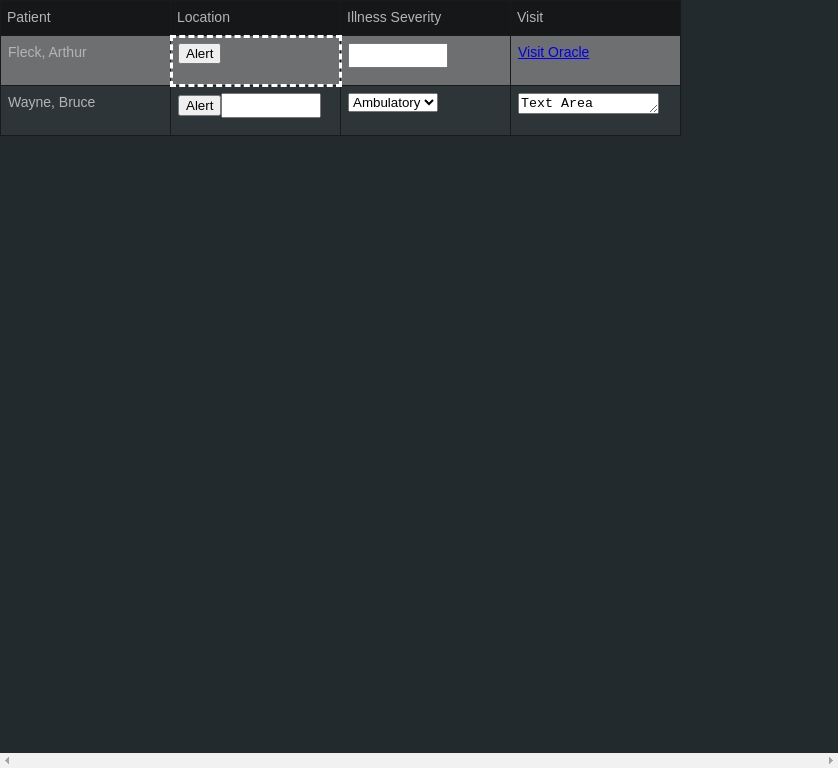 Patient Location Illness Severity Visit
Fleck, Arthur Alert Visit Oracle
Wayne, Bruce Alert Ambulatory Text Area